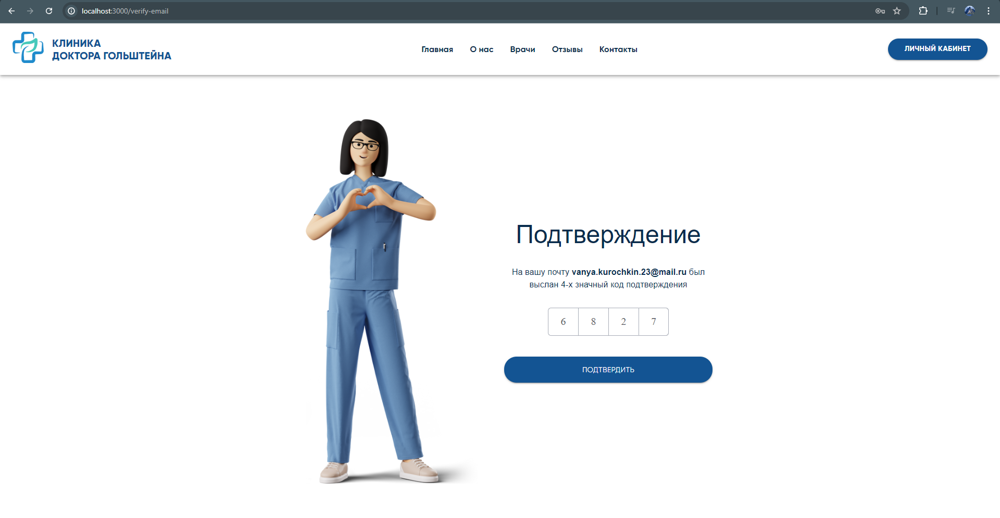 localhost:3000/verify-email
КЛИНИКА
ДОКТОРА ГОЛЬШТЕЙНА
Главная
О нас
Врачи
Отзывы
Контакты
ЛИЧНЫЙ КАБИНЕТ
Подтверждение
На вашу почту vanya.kurochkin.23@mail.ru был
выслан 4-х значный код подтверждения
6 8 2 7
ПОДТВЕРДИТЬ